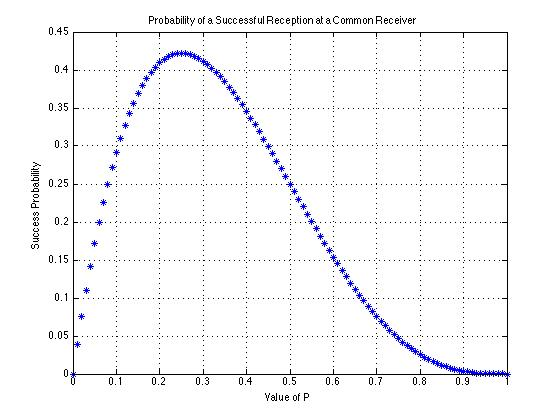 Probability of a Successful Reception at a Common Receiver
0.45
0.4
0.35
0.3
0.25
0.2
0.15
0.1
0.05
0
Success Probability
0 0.1 0.2 0.3 0.4 0.5 0.6 0.7 0.8 0.9 1
Value of P